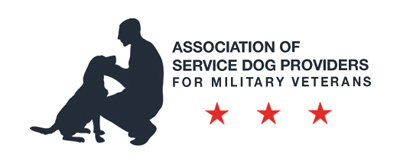 ASSOCIATION OF
SERVICE DOG PROVIDERS
FOR MILITARY VETERANS